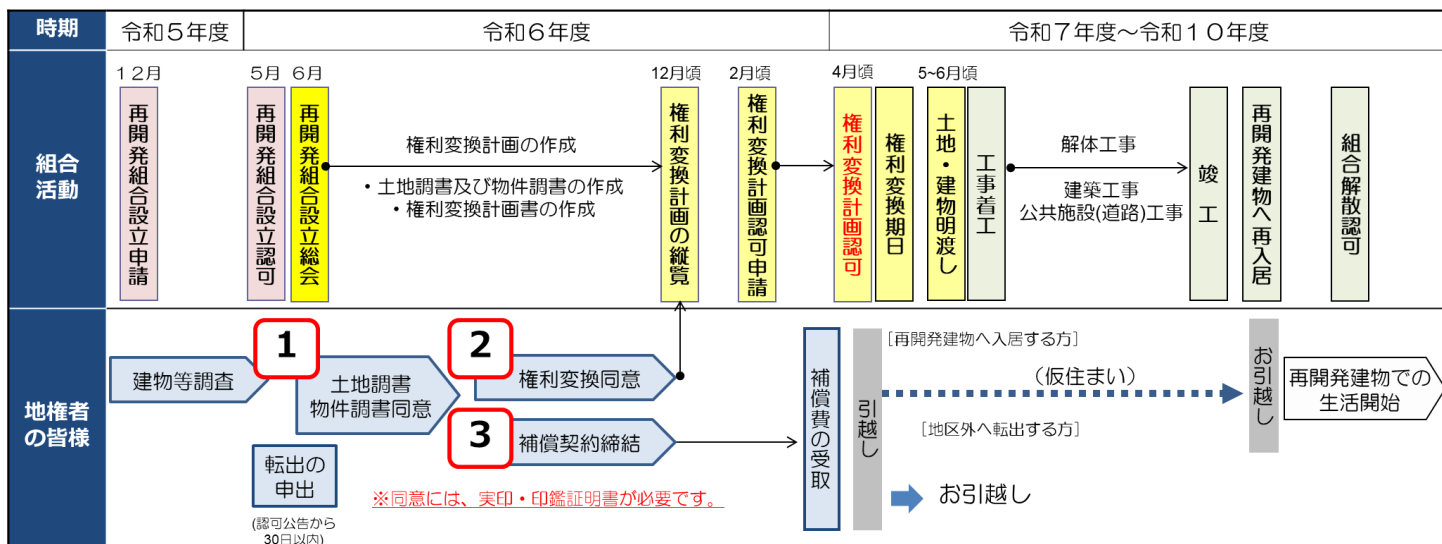 時期
令和５年度
令和６年度
令和７年度～令和１０年度
組合
活動
１２月
再開発組合設立申請
５月
再開発組合設立認可
６月
再開発組合設立総会
権利変換計画の作成
・土地調書及び物件調書の作成
・権利変換計画書の作成
12月頃
権利変換計画の縦覧
2月頃
権利変換計画認可申請
4月頃
権利変換計画認可
権利変換期日
5~6月頃
土地・建物明渡し
工事着工
解体工事
建築工事
公共施設(道路)工事
竣工
再開発建物へ再入居
組合解散認可
地権者
の皆様
建物等調査
1
土地調書
物件調書同意
2
権利変換同意
3
補償契約締結
転出の
申出
(認可公告から
30日以内)
※同意には、実印・印鑑証明書が必要です。
補償費の受取
引越し
[再開発建物へ入居する方]
（仮住まい）
[地区外へ転出する方]
お引越し
お引越し
再開発建物での
生活開始